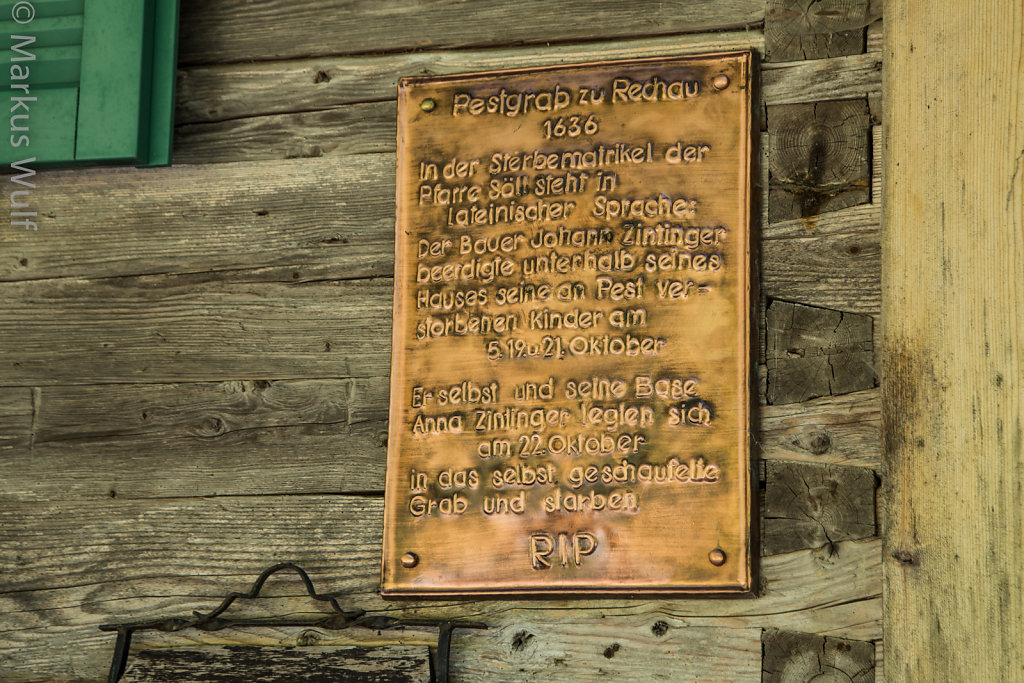 © Markus Wulf
Pestgrab zu Rechau
1636
In der Sterbematrikel der
Pfarre Söll steht in
lateinischer Sprache:
Der Bauer Johann Zintinger
beerdigte unterhalb seines
Hauses seine an Pest ver-
storbenen Kinder am
5. 19. u. 21. Oktober
Er selbst und seine Base
Anna Zintinger legten sich
am 22. Oktober
in das selbst geschaufelte
Grab und starben.
RIP